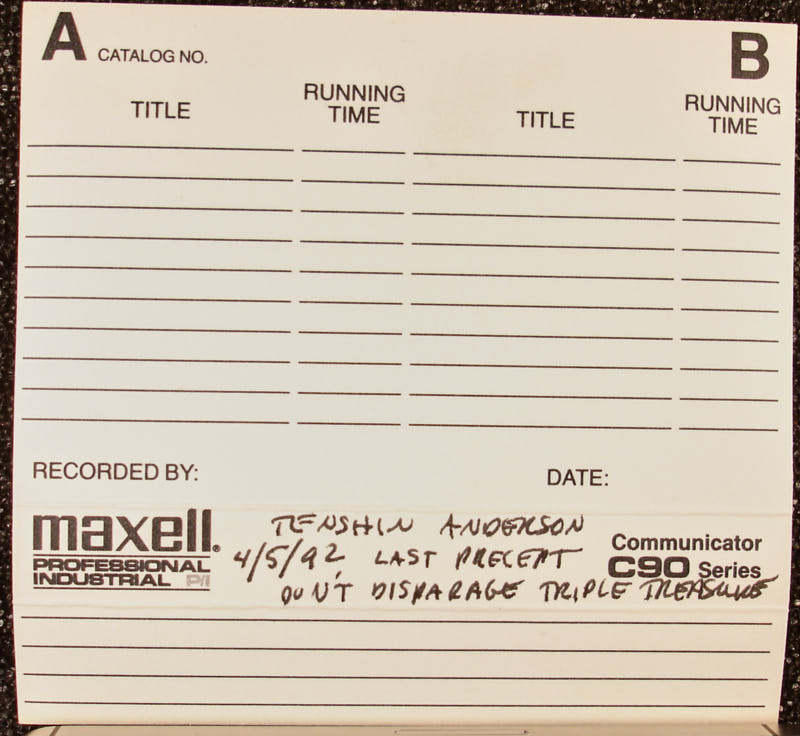 A CATALOG NO. B
TITLE RUNNING TIME TITLE RUNNING TIME
RECORDED BY: DATE:
maxell®
PROFESSIONAL
INDUSTRIAL P/I
TENSHIN ANDERSON
4/5/92 LAST PRECEPT
DON'T DISPARAGE TRIPLE TREASURE
Communicator
C90 Series